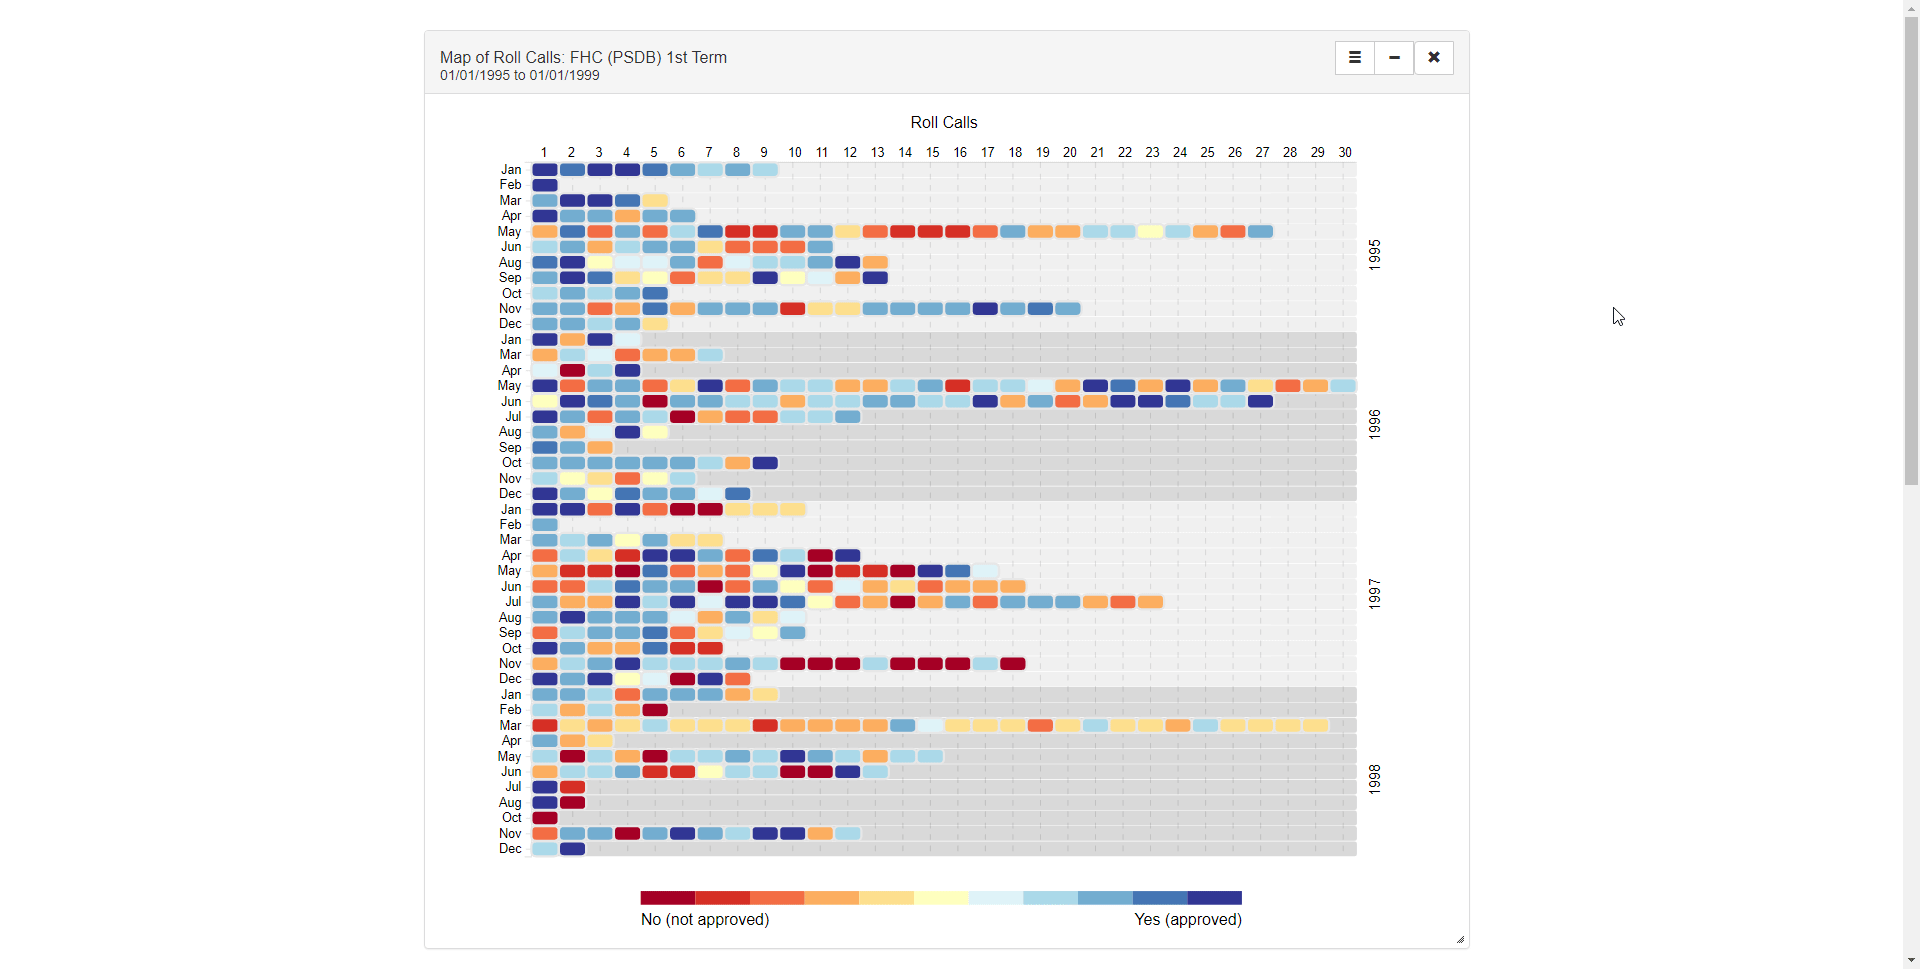 Map of Roll Calls: FHC (PSDB) 1st Term
01/01/1995 to 01/01/1999
Roll Calls
1 2 3 4 5 6 7 8 9 10 11 12 13 14 15 16 17 18 19 20 21 22 23 24 25 26 27 28 29 30
Jan
Feb
Mar
Apr
May
Jun
Aug
Sep
Oct
Nov
Dec
1995
Jan
Mar
Apr
May
Jun
Jul
Aug
Sep
Oct
Nov
Dec
1996
Jan
Feb
Mar
Apr
May
Jun
Jul
Aug
Sep
Oct
Nov
Dec
1997
Jan
Feb
Mar
Apr
May
Jun
Jul
Aug
Oct
Nov
Dec
1998
No (not approved)
Yes (approved)